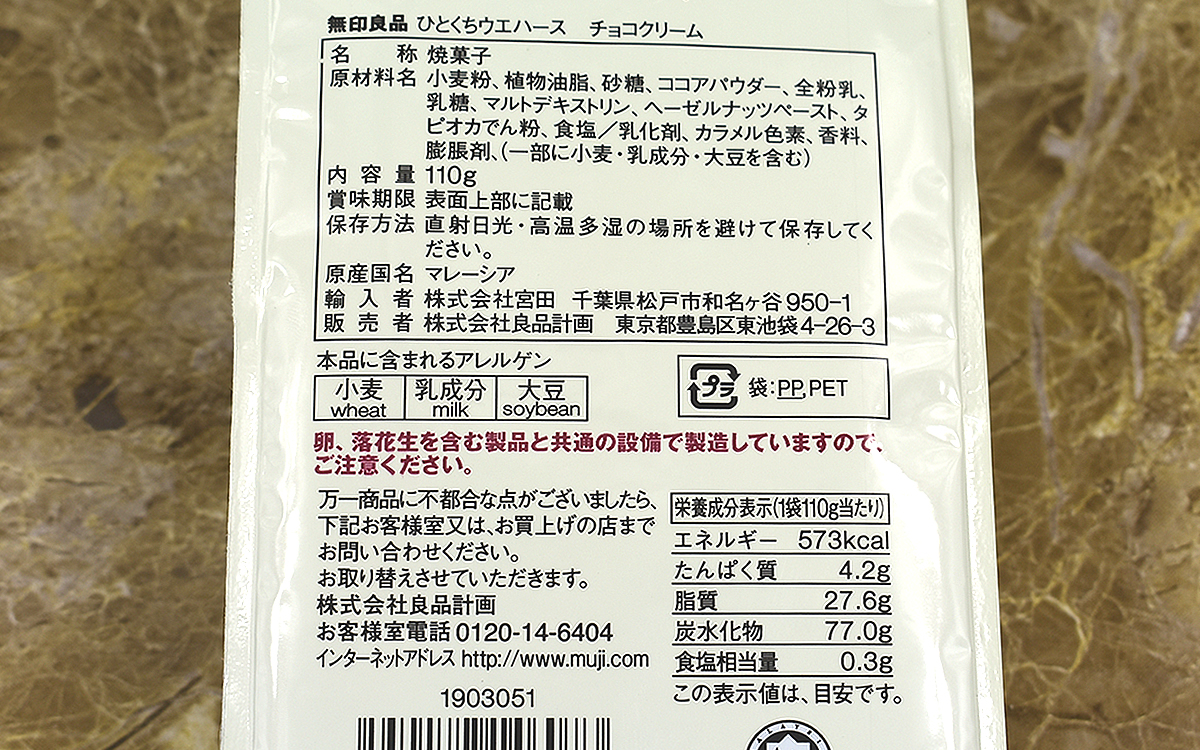 無印良品 ひとくちウエハース チョコクリーム
名称 焼菓子
原材料名 小麦粉、植物油脂、砂糖、ココアパウダー、全粉乳、
乳糖、マルトデキストリン、ヘーゼルナッツペースト、タ
ピオカでん粉、食塩／乳化剤、カラメル色素、香料、
膨脹剤、(一部に小麦・乳成分・大豆を含む)
内容量 110g
賞味期限 表面上部に記載
保存方法 直射日光・高温多湿の場所を避けて保存してく
ださい。
原産国名 マレーシア
輸入者 株式会社宮田 千葉県松戸市和名ヶ谷950-1
販売者 株式会社良品計画 東京都豊島区東池袋4-26-3
本品に含まれるアレルゲン
小麦 乳成分 大豆
wheat milk soybean
プラ 袋:PP,PET
卵、落花生を含む製品と共通の設備で製造していますので、
ご注意ください。
万一商品に不都合な点がございましたら、
下記お客様室又は、お買上げの店まで
お問い合わせください。
お取り替えさせていただきます。
株式会社良品計画
お客様室電話0120-14-6404
インターネットアドレス http://www.muji.com
1903051
栄養成分表示(1袋110g当たり)
エネルギー 573kcal
たんぱく質 4.2g
脂質 27.6g
炭水化物 77.0g
食塩相当量 0.3g
この表示値は、目安です。